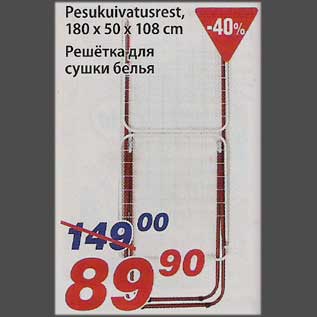 Pesukuivatusrest,
180 x 50 x 108 cm
-40%
Решётка для
сушки белья
149,00
89,90